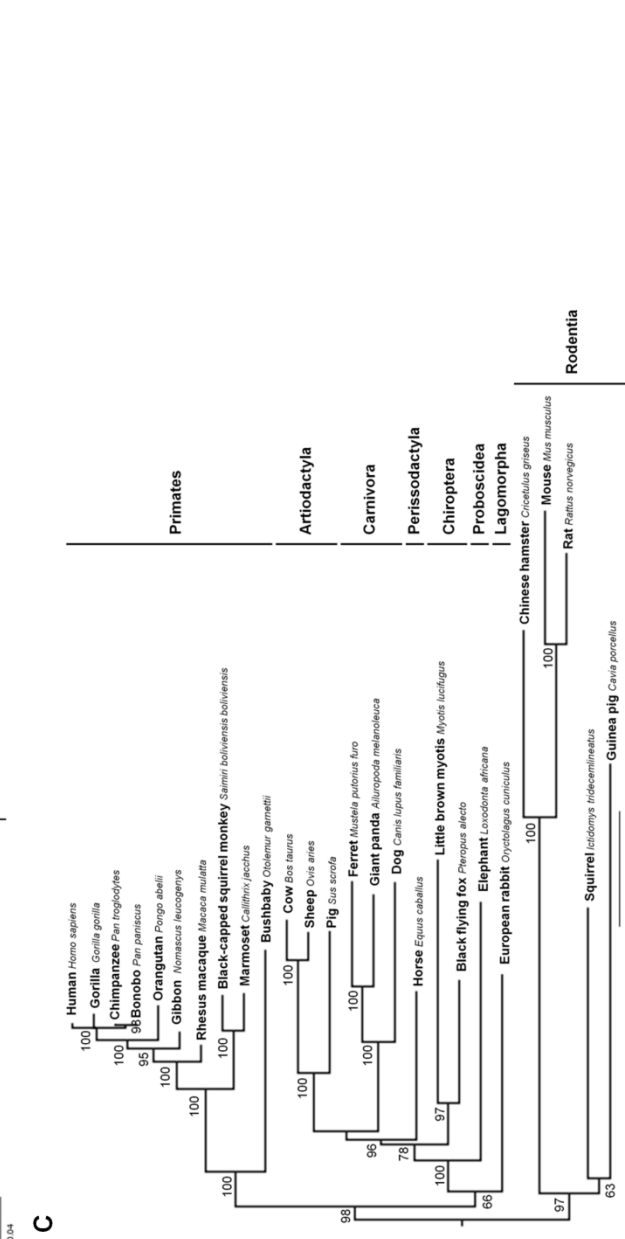 C
0.04
Human Homo sapiens
Gorilla Gorilla gorilla
Chimpanzee Pan troglodytes
Bonobo Pan paniscus
Orangutan Pongo abelii
Gibbon Nomascus leucogenys
Rhesus macaque Macaca mulatta
Black-capped squirrel monkey Saimiri boliviensis boliviensis
Marmoset Callithrix jacchus
Bushbaby Otolemur garnettii
Cow Bos taurus
Sheep Ovis aries
Pig Sus scrofa
Ferret Mustela putorius furo
Giant panda Ailuropoda melanoleuca
Dog Canis lupus familiaris
Horse Equus caballus
Little brown myotis Myotis lucifugus
Black flying fox Pteropus alecto
Elephant Loxodonta africana
European rabbit Oryctolagus cuniculus
Chinese hamster Cricetulus griseus
Mouse Mus musculus
Rat Rattus norvegicus
Squirrel Ictidomys tridecemlineatus
Guinea pig Cavia porcellus
Primates
Artiodactyla
Carnivora
Perissodactyla
Chiroptera
Proboscidea
Lagomorpha
Rodentia
100
100
98
95
100
100
100
100
100
100
100
100
96
78
97
100
66
98
100
100
97
63